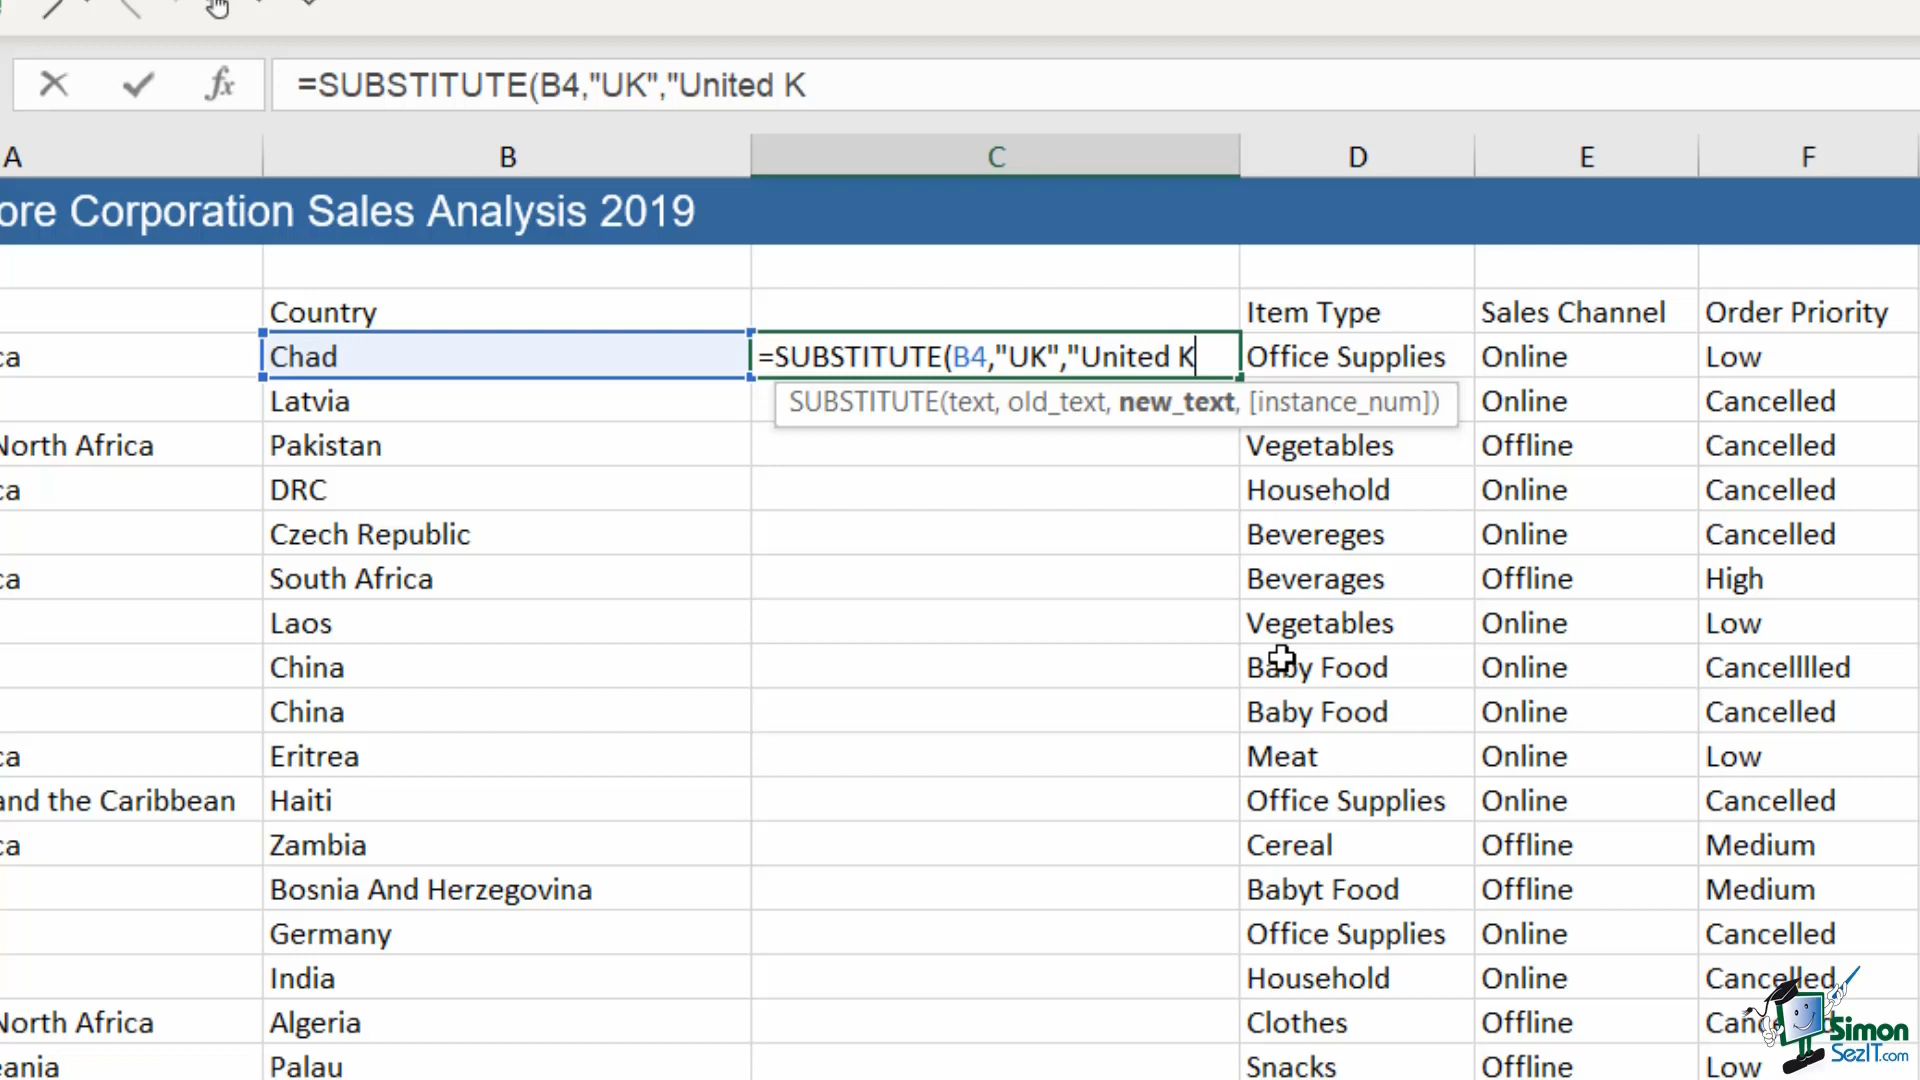 =SUBSTITUTE(B4,"UK","United K
A B C D E F
ore Corporation Sales Analysis 2019
Country Item Type Sales Channel Order Priority
ca Chad =SUBSTITUTE(B4,"UK","United K Office Supplies Online Low
SUBSTITUTE(text, old_text, new_text, [instance_num])
Latvia Online Cancelled
North Africa Pakistan Vegetables Offline Cancelled
ca DRC Household Online Cancelled
Czech Republic Bevereges Online Cancelled
ca South Africa Beverages Offline High
Laos Vegetables Online Low
China Baby Food Online Cancelllled
China Baby Food Online Cancelled
ca Eritrea Meat Online Low
and the Caribbean Haiti Office Supplies Online Cancelled
ca Zambia Cereal Offline Medium
Bosnia And Herzegovina Babyt Food Offline Medium
Germany Office Supplies Online Cancelled
India Household Online Cancelled
North Africa Algeria Clothes Offline
eania Palau Snacks Offline Low
Simon
SezIT.com